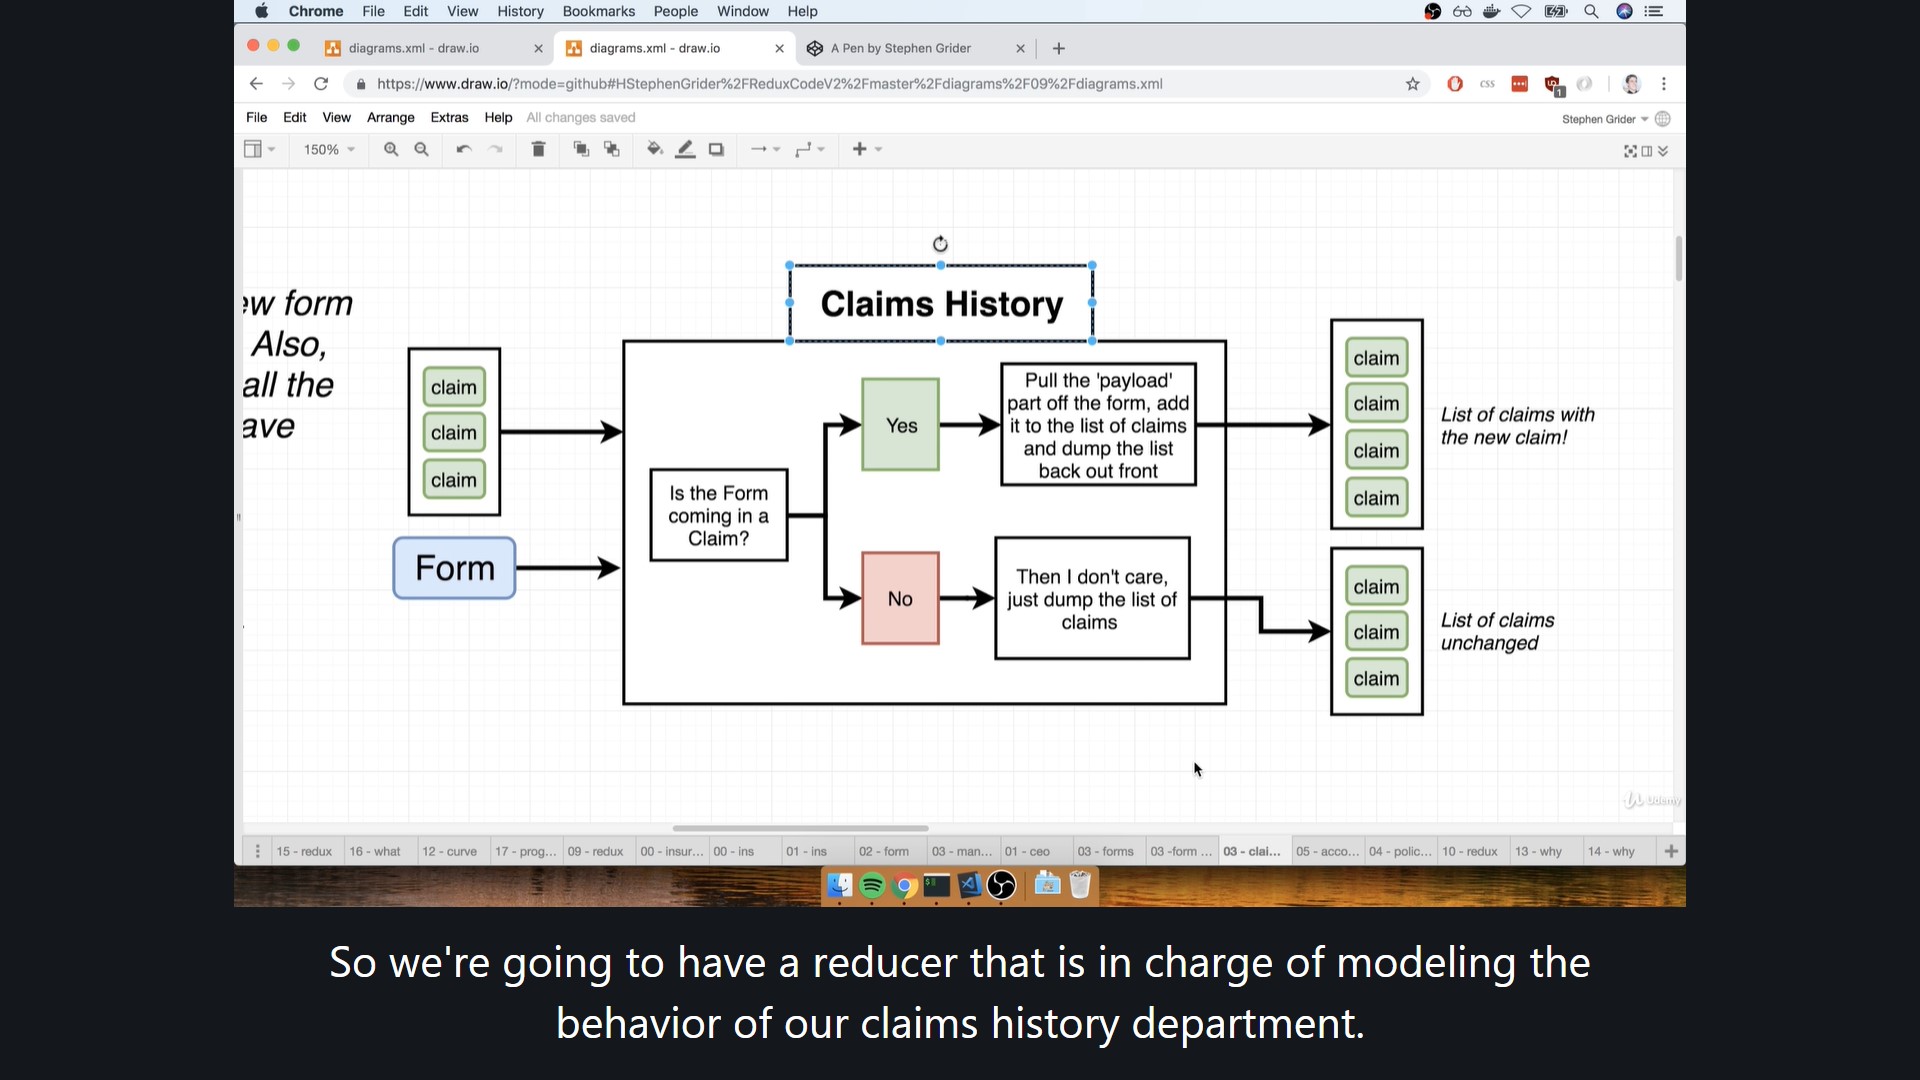 Chrome File Edit View History Bookmarks People Window Help
diagrams.xml - draw.io
diagrams.xml - draw.io
A Pen by Stephen Grider
https://www.draw.io/?mode=github#HStephenGrider%2FReduxCodeV2%2Fmaster%2Fdiagrams%2F09%2Fdiagrams.xml
css
1
File Edit View Arrange Extras Help All changes saved
Stephen Grider
150%
Claims History
ew form
Also,
all the
ave
claim
claim
claim
Form
Is the Form
coming in a
Claim?
Yes
Pull the 'payload'
part off the form, add
it to the list of claims
and dump the list
back out front
No
Then I don't care,
just dump the list of
claims
claim
claim
claim
claim
List of claims with
the new claim!
claim
claim
claim
List of claims
unchanged
Udemy
15 - redux 16 - what 12 - curve 17 - prog... 09 - redux 00 - insur... 00 - ins 01 - ins 02 - form 03 - man... 01 - ceo 03 - forms 03 -form ... 03 - clai... 05 - acco... 04 - polic... 10 - redux 13 - why 14 - why
So we're going to have a reducer that is in charge of modeling the
behavior of our claims history department.